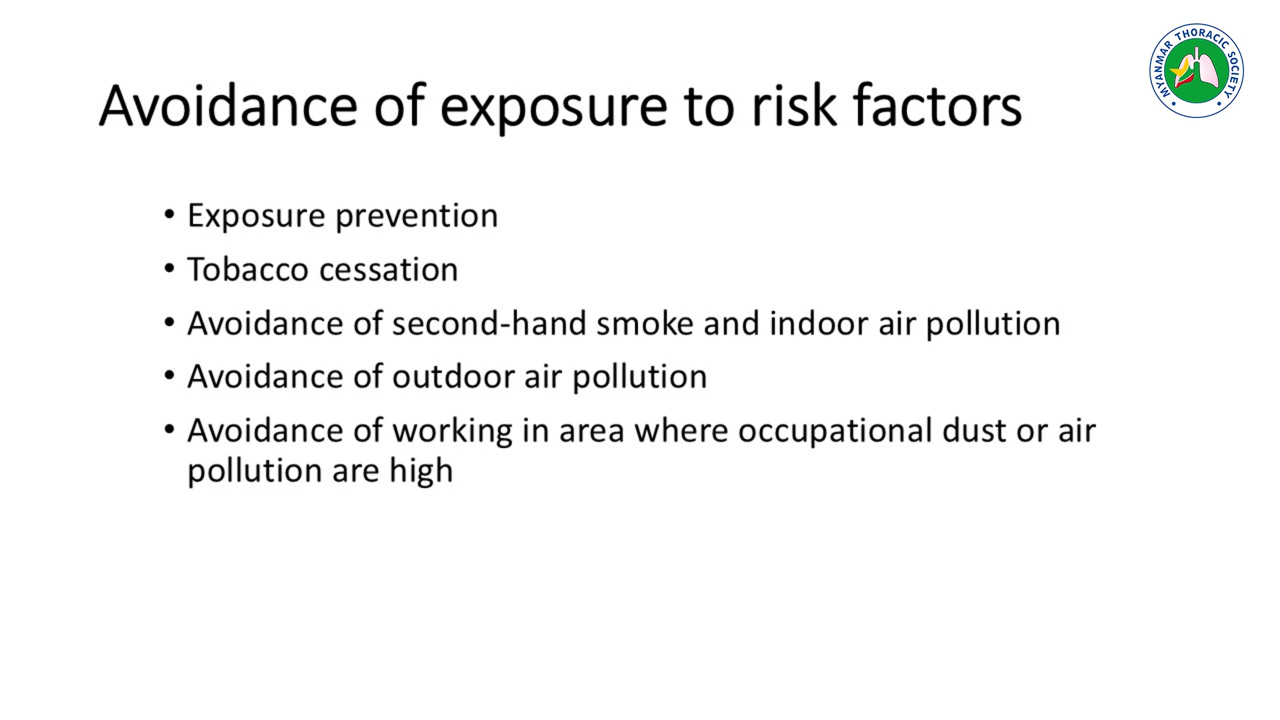 MYANMAR THORACIC SOCIETY
Avoidance of exposure to risk factors
• Exposure prevention
• Tobacco cessation
• Avoidance of second-hand smoke and indoor air pollution
• Avoidance of outdoor air pollution
• Avoidance of working in area where occupational dust or air
pollution are high